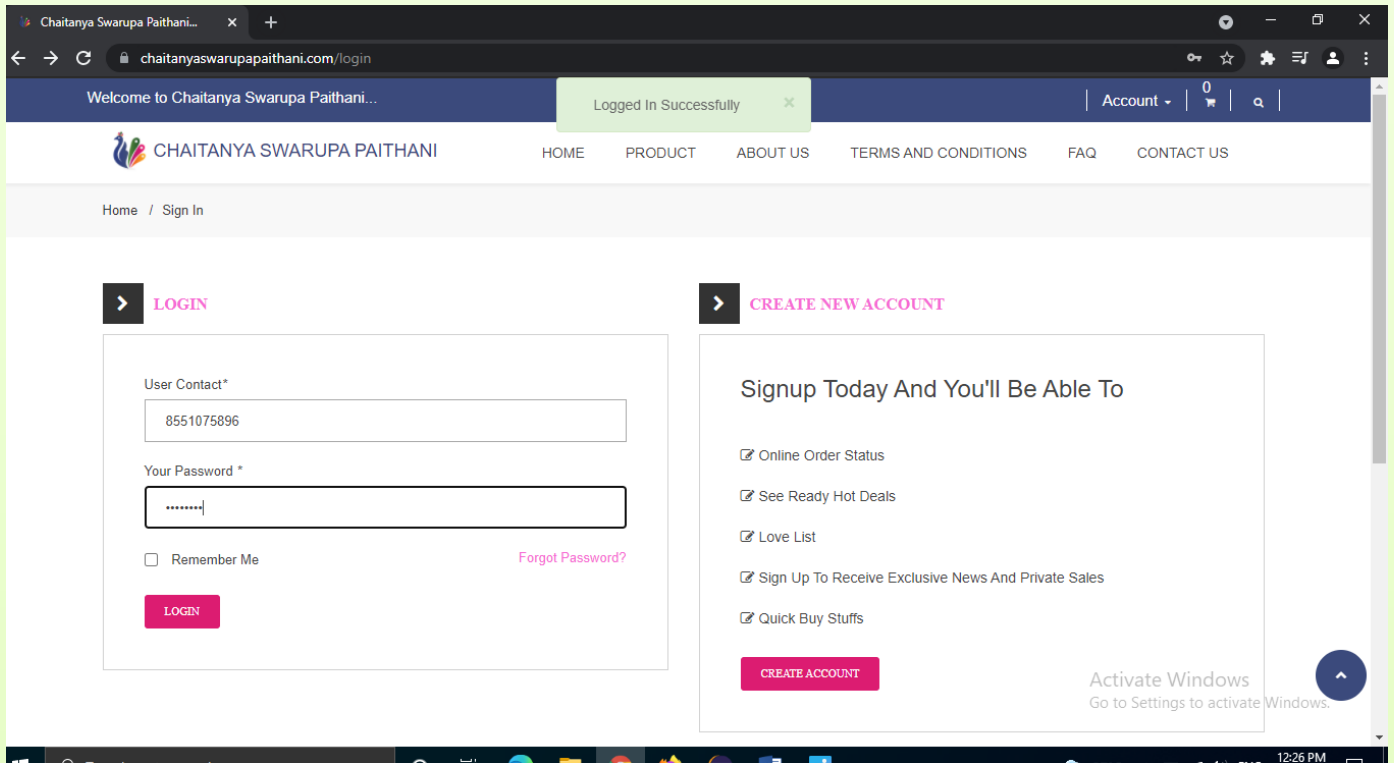 Chaitanya Swarupa Paithani...
chaitanyaswarupapaithani.com/login
Welcome to Chaitanya Swarupa Paithani...
Logged In Successfully ×
Account
0
CHAITANYA SWARUPA PAITHANI
HOME PRODUCT ABOUT US TERMS AND CONDITIONS FAQ CONTACT US
Home / Sign In
LOGIN
User Contact*
8551075896
Your Password *
Remember Me
Forgot Password?
LOGIN
CREATE NEW ACCOUNT
Signup Today And You'll Be Able To
Online Order Status
See Ready Hot Deals
Love List
Sign Up To Receive Exclusive News And Private Sales
Quick Buy Stuffs
CREATE ACCOUNT
Activate Windows
Go to Settings to activate Windows.
12:26 PM